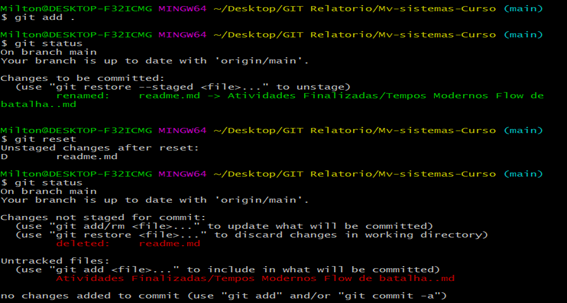 Milton@DESKTOP-F32ICMG MINGW64 ~/Desktop/GIT Relatorio/Mv-sistemas-Curso (main)
$ git add .
Milton@DESKTOP-F32ICMG MINGW64 ~/Desktop/GIT Relatorio/Mv-sistemas-Curso (main)
$ git status
On branch main
Your branch is up to date with 'origin/main'.
Changes to be committed:
(use "git restore --staged <file>..." to unstage)
renamed: readme.md -> Atividades Finalizadas/Tempos Modernos Flow de
batalha..md
Milton@DESKTOP-F32ICMG MINGW64 ~/Desktop/GIT Relatorio/Mv-sistemas-Curso (main)
$ git reset
Unstaged changes after reset:
D readme.md
Milton@DESKTOP-F32ICMG MINGW64 ~/Desktop/GIT Relatorio/Mv-sistemas-Curso (main)
$ git status
On branch main
Your branch is up to date with 'origin/main'.
Changes not staged for commit:
(use "git add/rm <file>..." to update what will be committed)
(use "git restore <file>..." to discard changes in working directory)
deleted: readme.md
Untracked files:
(use "git add <file>..." to include in what will be committed)
Atividades Finalizadas/Tempos Modernos Flow de batalha..md
no changes added to commit (use "git add" and/or "git commit -a")